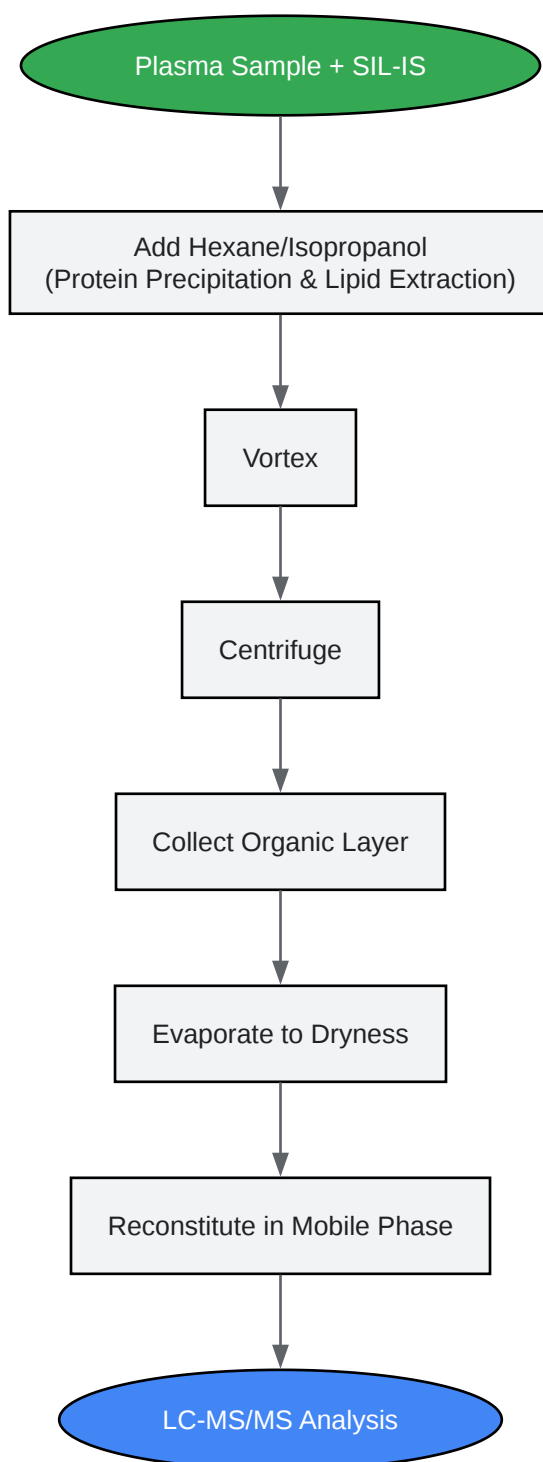 Plasma Sample + SIL-IS
Add Hexane/Isopropanol
(Protein Precipitation & Lipid Extraction)
Vortex
Centrifuge
Collect Organic Layer
Evaporate to Dryness
Reconstitute in Mobile Phase
LC-MS/MS Analysis